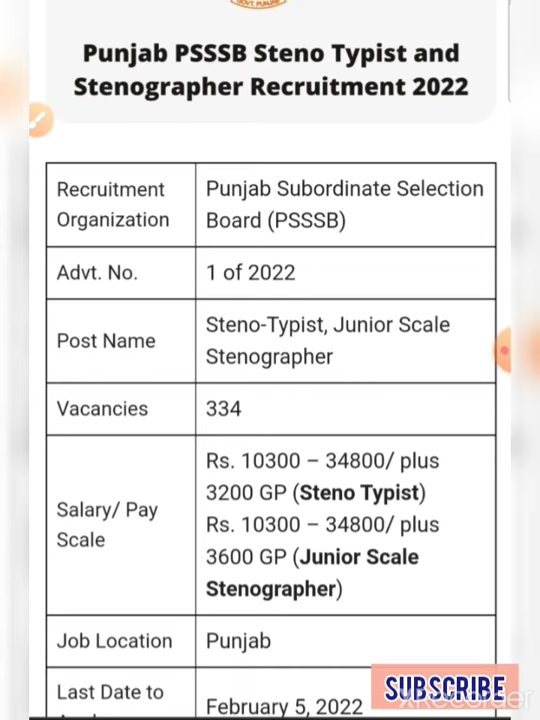 GOVT. PUNJAB
Punjab PSSSB Steno Typist and
Stenographer Recruitment 2022
Recruitment
Organization
Punjab Subordinate Selection
Board (PSSSB)
Advt. No.
1 of 2022
Post Name
Steno-Typist, Junior Scale
Stenographer
Vacancies
334
Salary/ Pay
Scale
Rs. 10300 – 34800/ plus
3200 GP (Steno Typist)
Rs. 10300 – 34800/ plus
3600 GP (Junior Scale
Stenographer)
Job Location
Punjab
Last Date to
February 5, 2022
SUBSCRIBE
XRecorder